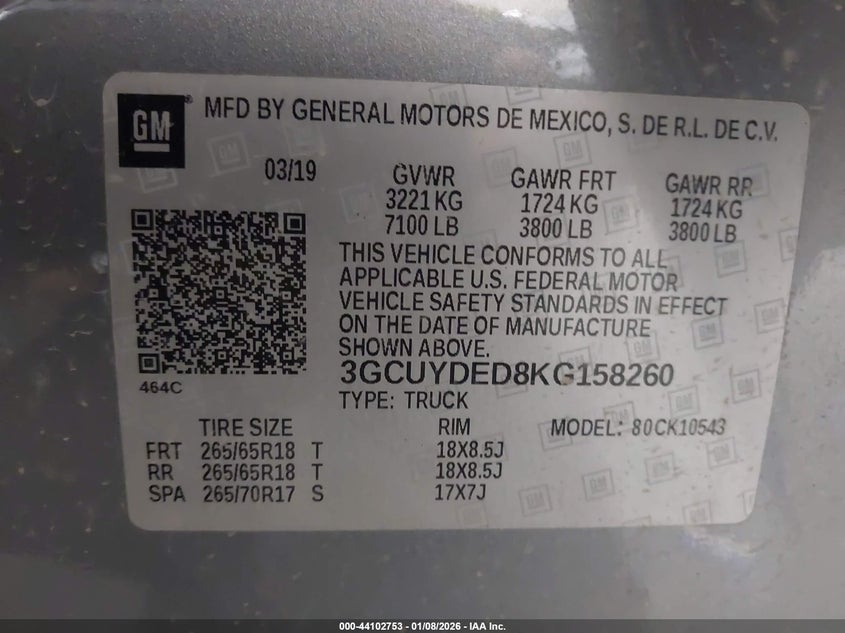 GM MFD BY GENERAL MOTORS DE MEXICO, S. DE R.L. DE C.V.
03/19 GVWR GAWR FRT GAWR RR
3221 KG 1724 KG 1724 KG
7100 LB 3800 LB 3800 LB
THIS VEHICLE CONFORMS TO ALL
APPLICABLE U.S. FEDERAL MOTOR
VEHICLE SAFETY STANDARDS IN EFFECT
ON THE DATE OF MANUFACTURE
SHOWN ABOVE.
464C
3GCUYDED8KG158260
TYPE: TRUCK
TIRE SIZE RIM MODEL: 80CK10543
FRT 265/65R18 T 18X8.5J
RR 265/65R18 T 18X8.5J
SPA 265/70R17 S 17X7J
000-44102753 - 01/08/2026 - IAA Inc.